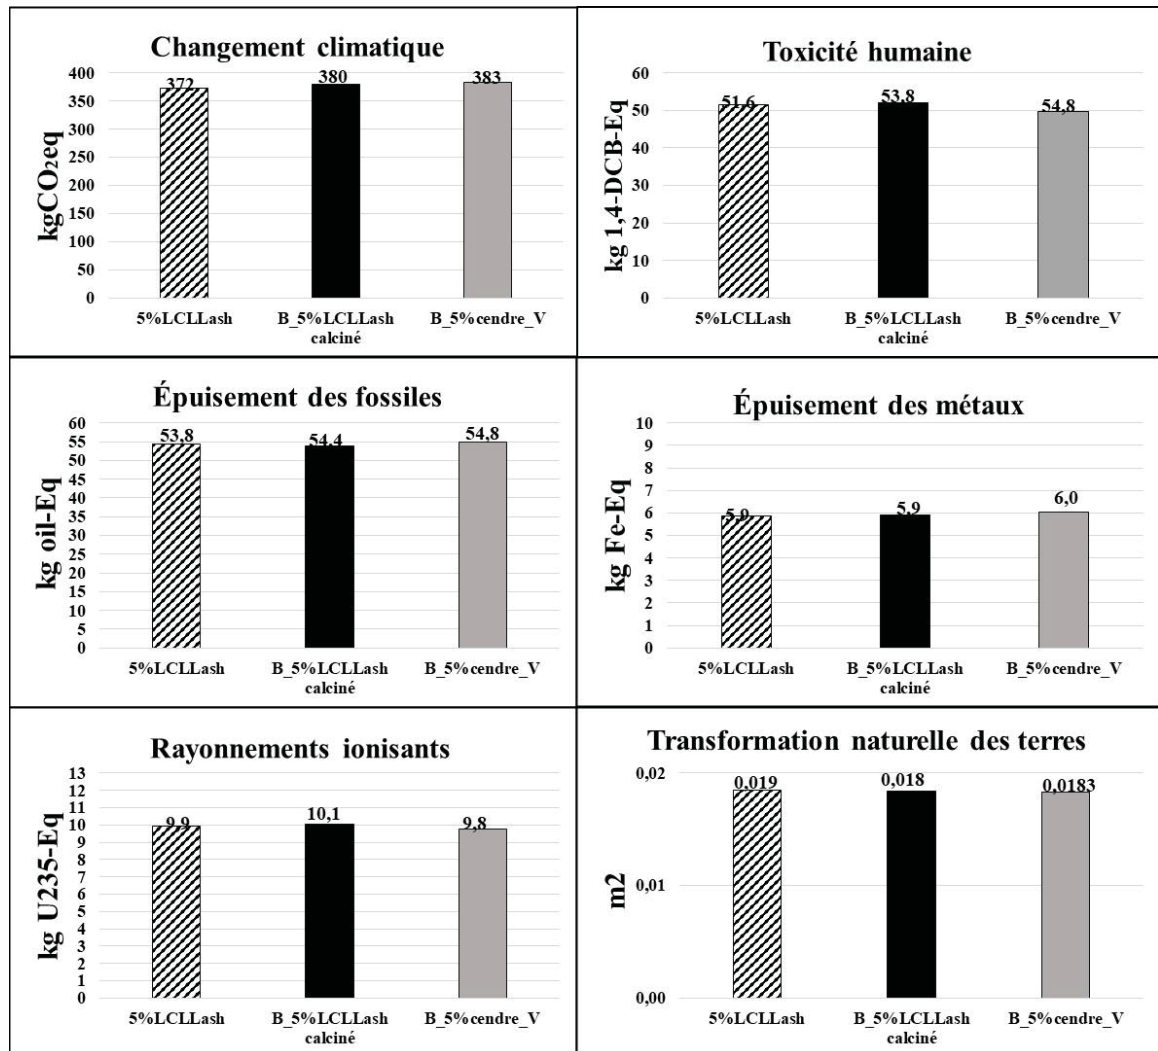 Changement climatique
kgCO₂eq
400
350
300
250
200
150
100
50
0
372
380
383
5%LCLLash
B_5%LCLLash
calciné
B_5%cendre_V
Toxicité humaine
kg 1,4-DCB-Eq
60
50
40
30
20
10
0
51,6
53,8
54,8
5%LCLLash
B_5%LCLLash
calciné
B_5%cendre_V
Épuisement des fossiles
kg oil-Eq
60
55
50
45
40
35
30
25
20
15
10
5
0
53,8
54,4
54,8
5%LCLLash
B_5%LCLLash
calciné
B_5%cendre_V
Épuisement des métaux
kg Fe-Eq
10
9
8
7
6
5
4
3
2
1
0
5,9
5,9
6,0
5%LCLLash
B_5%LCLLash
calciné
B_5%cendre_V
Rayonnements ionisants
kg U235-Eq
13
12
11
10
9
8
7
6
5
4
3
2
1
0
9,9
10,1
9,8
5%LCLLash
B_5%LCLLash
calciné
B_5%cendre_V
Transformation naturelle des terres
m2
0,02
0,01
0,00
0,019
0,018
0,0183
5%LCLLash
B_5%LCLLash
calciné
B_5%cendre_V